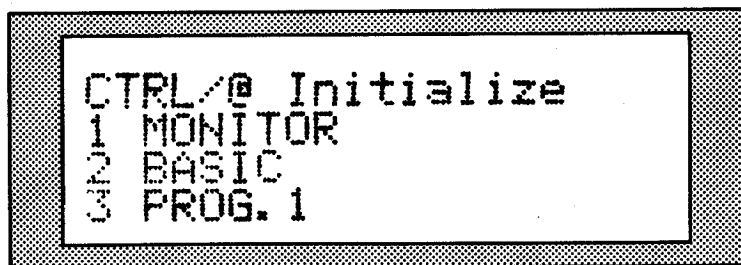 CTRL/@ Initialize
1 MONITOR
2 BASIC
3 PROG. 1